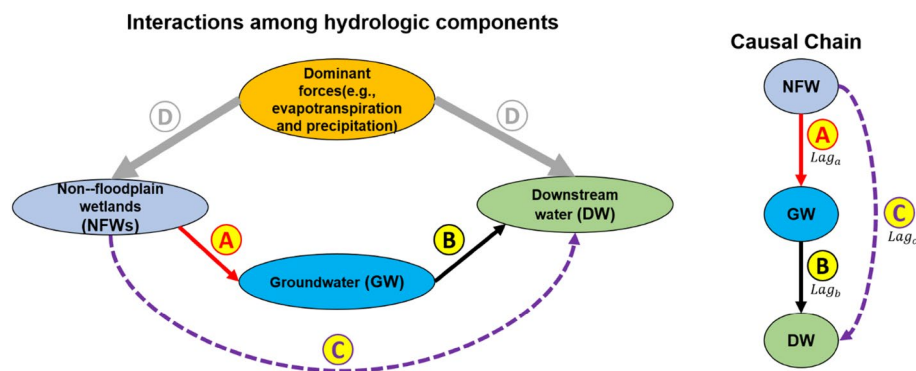 Interactions among hydrologic components
Dominant
forces(e.g.,
evapotranspiration
and precipitation)
D
D
Non--floodplain
wetlands
(NFWs)
Downstream
water (DW)
A
B
Groundwater (GW)
C
Causal Chain
NFW
A
Lag_a
GW
C
Lag_c
B
Lag_b
DW